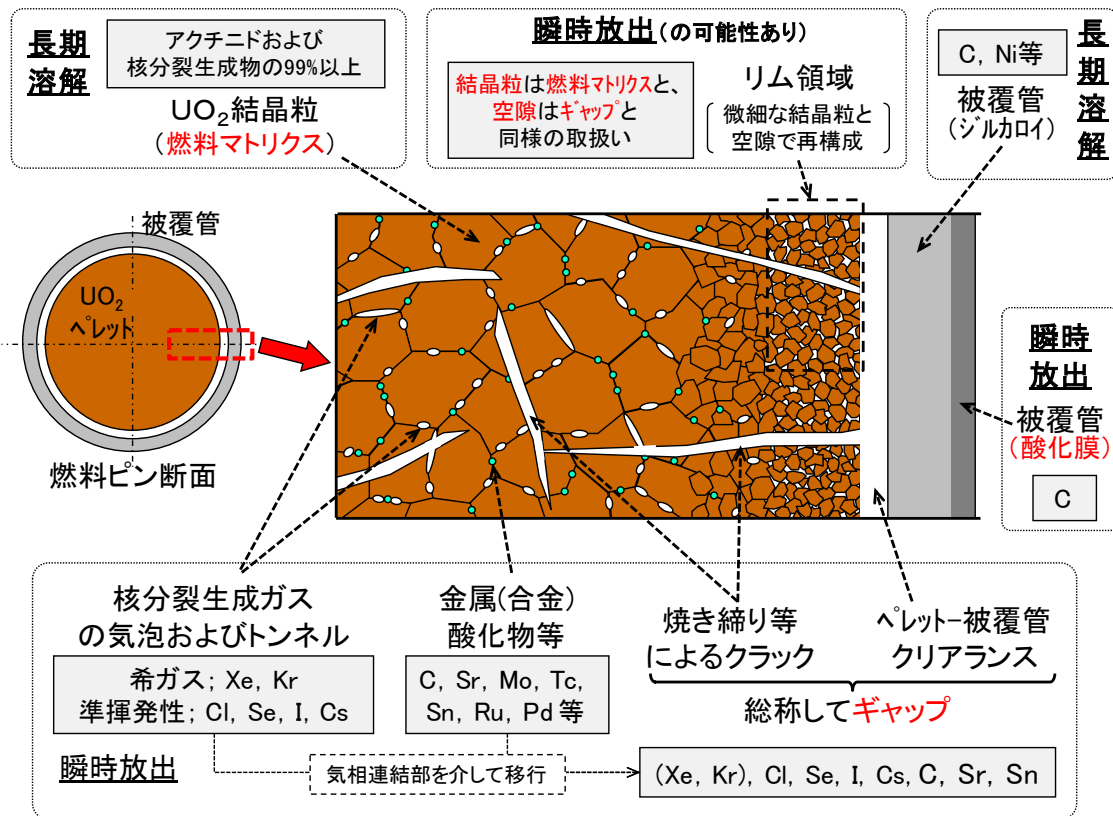 長期
溶解
アクチニドおよび
核分裂生成物の99%以上
UO₂結晶粒
(燃料マトリクス)
瞬時放出(の可能性あり)
結晶粒は燃料マトリクスと、
空隙はギャップと
同様の取扱い
リム領域
微細な結晶粒と
空隙で再構成
C, Ni等
被覆管
(ジルカロイ)
長期溶解
被覆管
UO₂
ペレット
燃料ピン断面
瞬時
放出
被覆管
(酸化膜)
C
核分裂生成ガス
の気泡およびトンネル
希ガス; Xe, Kr
準揮発性; Cl, Se, I, Cs
金属(合金)
酸化物等
C, Sr, Mo, Tc,
Sn, Ru, Pd 等
焼き締り等
によるクラック
ペレット-被覆管
クリアランス
総称してギャップ
瞬時放出
気相連結部を介して移行
(Xe, Kr), Cl, Se, I, Cs, C, Sr, Sn